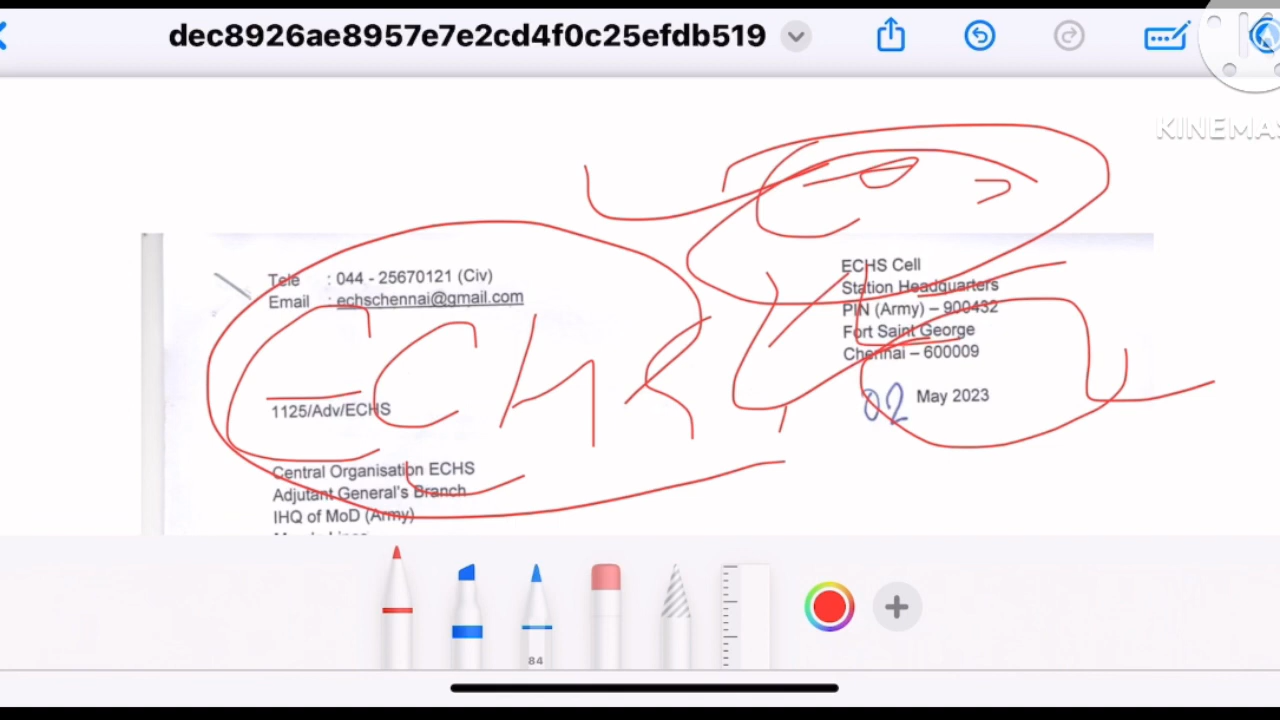 dec8926ae8957e7e2cd4f0c25efdb519
KINEMAS
Tele : 044 - 25670121 (Civ)
Email : echschennai@gmail.com
ECHS Cell
Station Headquarters
PIN (Army) – 900432
Fort Saint George
Chennai – 600009
1125/Adv/ECHS
02 May 2023
ECHS
Central Organisation ECHS
Adjutant General's Branch
IHQ of MoD (Army)
84